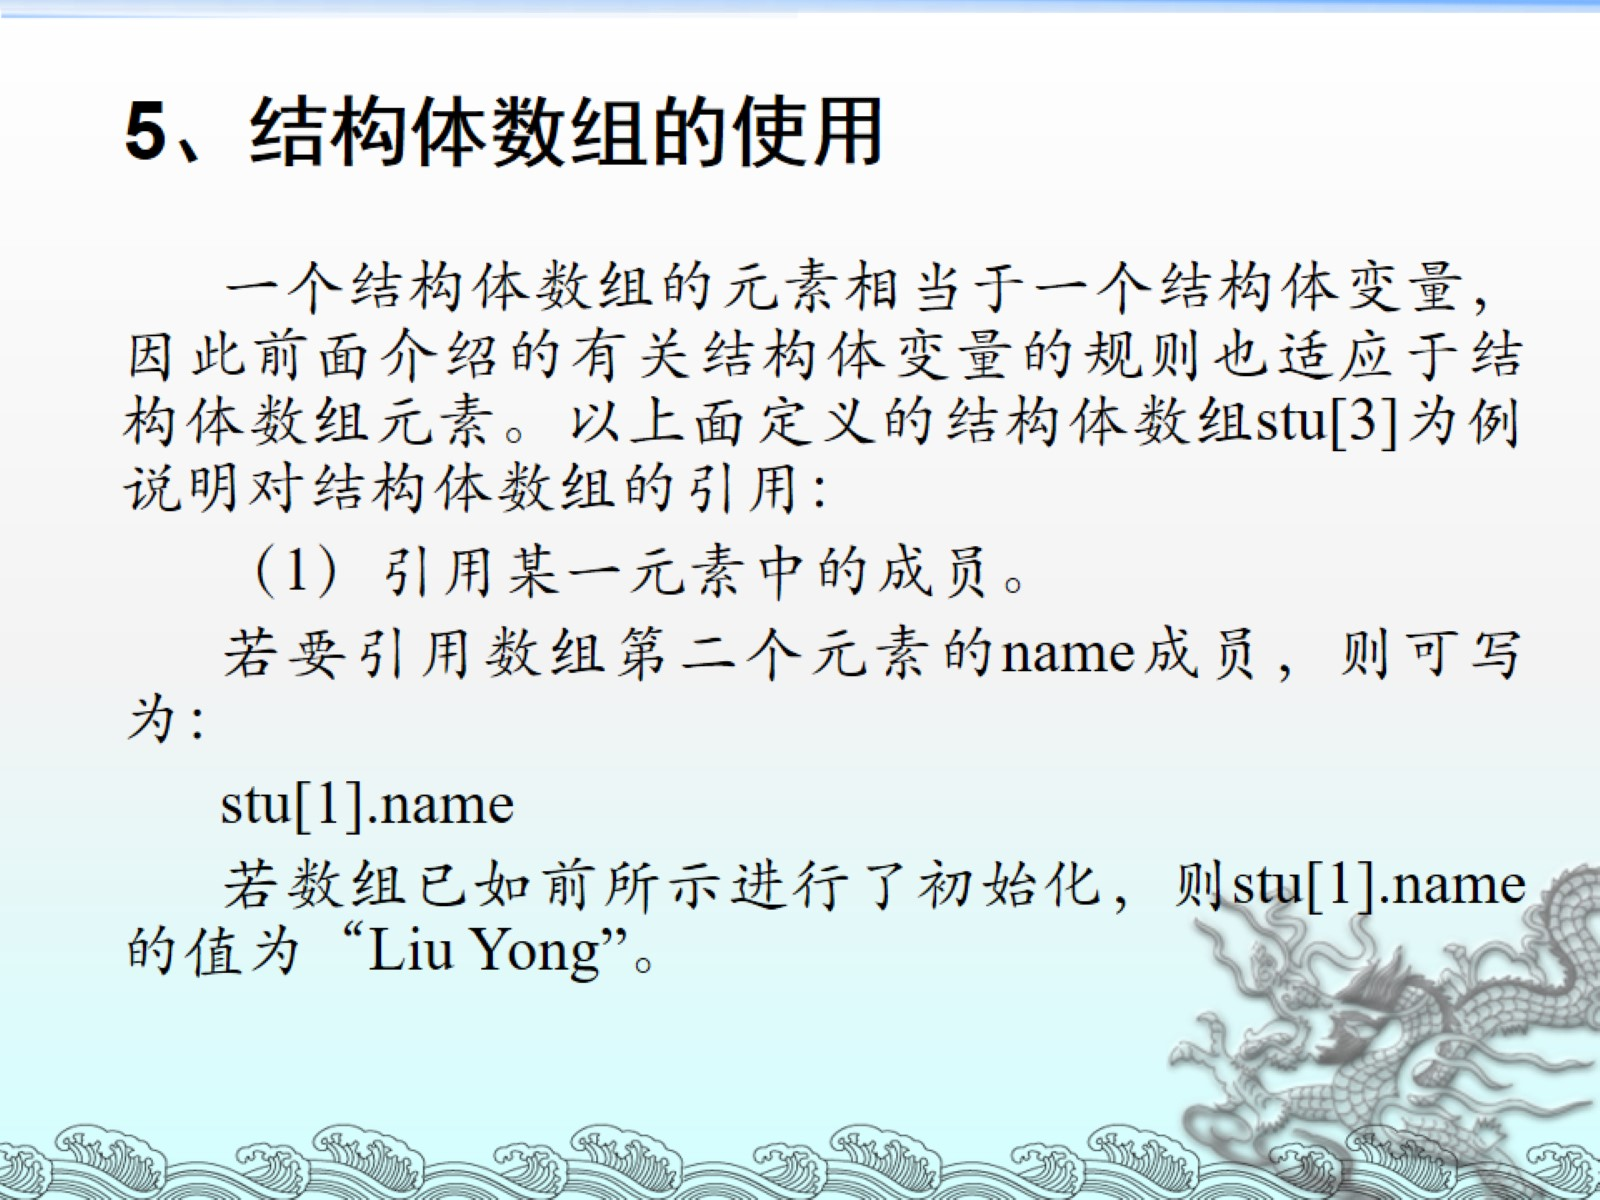 5、结构体数组的使用
一个结构体数组的元素相当于一个结构体变量，
因此前面介绍的有关结构体变量的规则也适应于结
构体数组元素。以上面定义的结构体数组stu[3]为例
说明对结构体数组的引用：
（1） 引用某一元素中的成员。
若要引用数组第二个元素的name成员，则可写
为：
stu[1].name
若数组已如前所示进行了初始化，则stu[1].name
的值为“Liu Yong”。